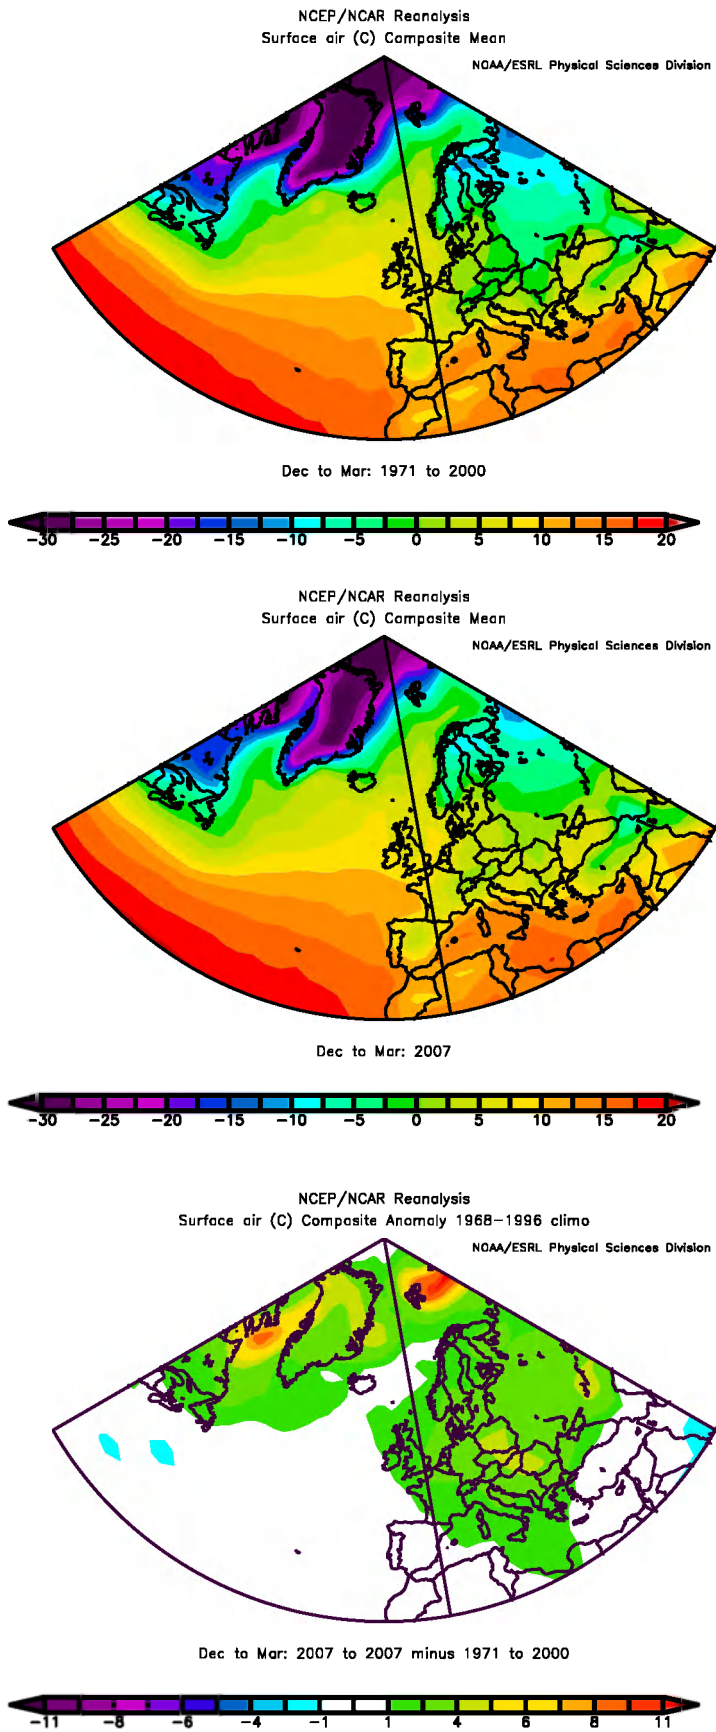 NCEP/NCAR Reanalysis
Surface air (C) Composite Mean
NOAA/ESRL Physical Sciences Division
Dec to Mar: 1971 to 2000
-30 -25 -20 -15 -10 -5 0 5 10 15 20
NCEP/NCAR Reanalysis
Surface air (C) Composite Mean
NOAA/ESRL Physical Sciences Division
Dec to Mar: 2007
-30 -25 -20 -15 -10 -5 0 5 10 15 20
NCEP/NCAR Reanalysis
Surface air (C) Composite Anomaly 1968-1996 climo
NOAA/ESRL Physical Sciences Division
Dec to Mar: 2007 to 2007 minus 1971 to 2000
-11 -8 -6 -4 -1 1 4 6 8 11